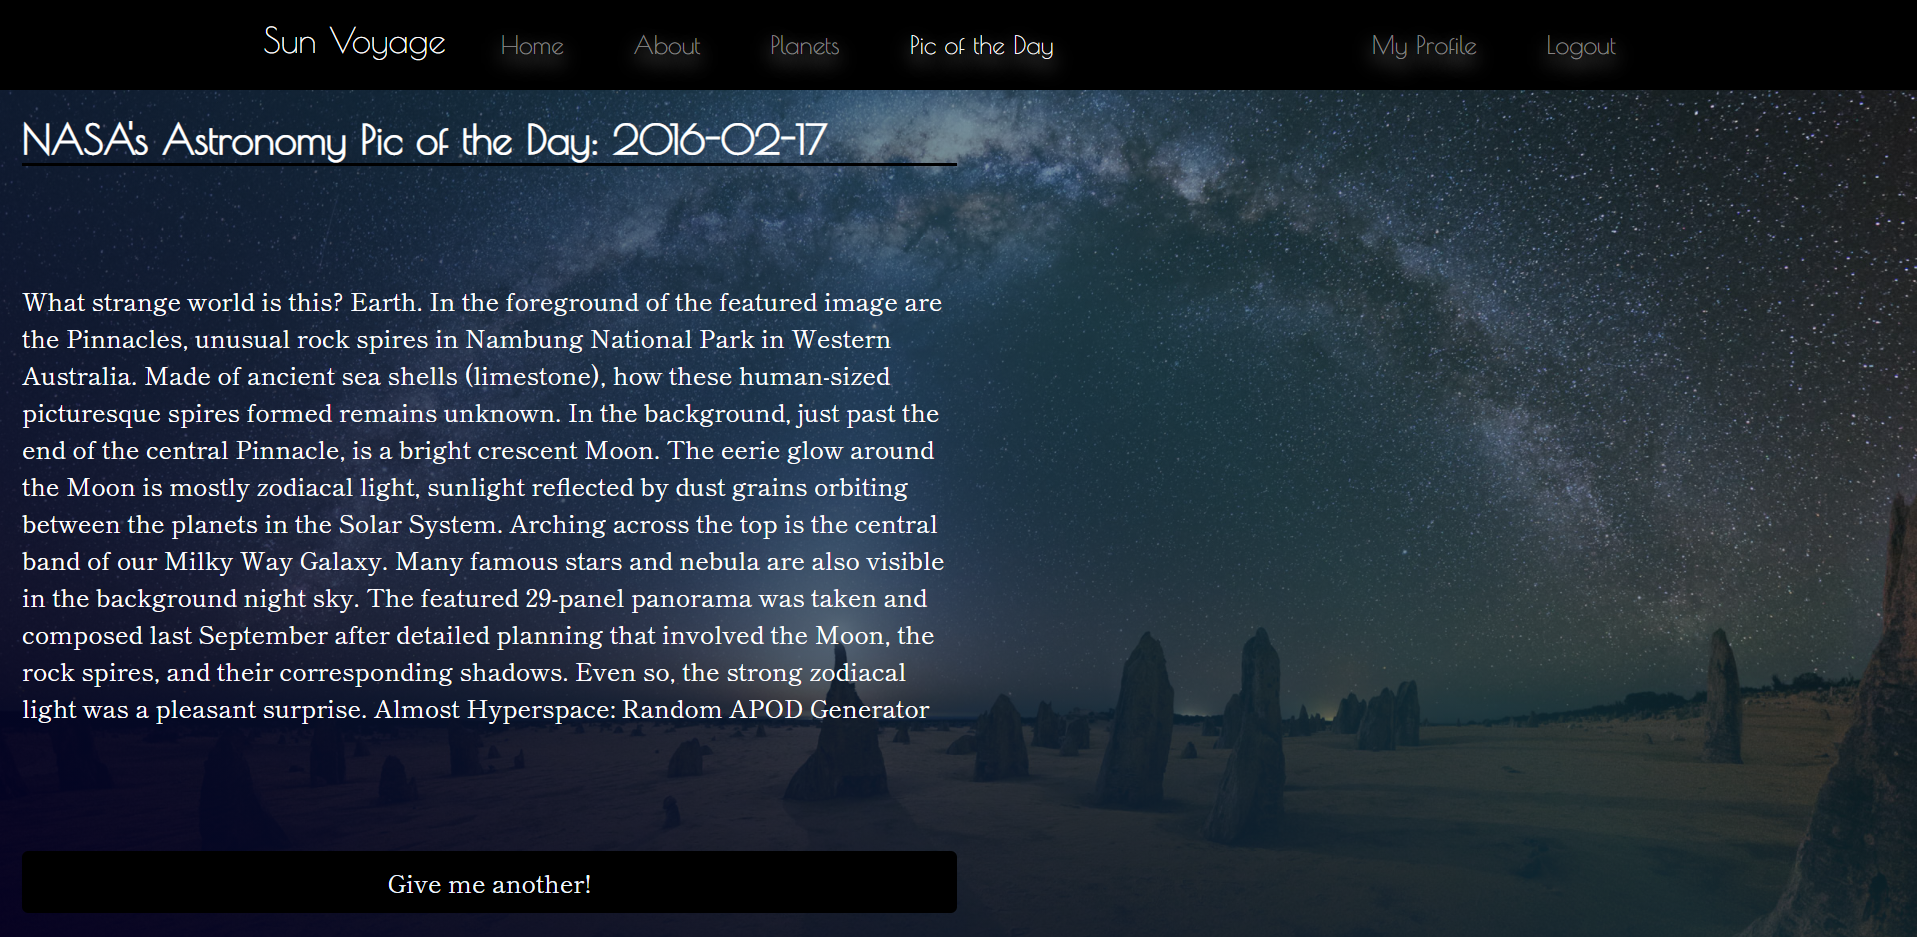 Sun Voyage Home About Planets Pic of the Day My Profile Logout
NASA's Astronomy Pic of the Day: 2016-02-17
What strange world is this? Earth. In the foreground of the featured image are
the Pinnacles, unusual rock spires in Nambung National Park in Western
Australia. Made of ancient sea shells (limestone), how these human-sized
picturesque spires formed remains unknown. In the background, just past the
end of the central Pinnacle, is a bright crescent Moon. The eerie glow around
the Moon is mostly zodiacal light, sunlight reflected by dust grains orbiting
between the planets in the Solar System. Arching across the top is the central
band of our Milky Way Galaxy. Many famous stars and nebula are also visible
in the background night sky. The featured 29-panel panorama was taken and
composed last September after detailed planning that involved the Moon, the
rock spires, and their corresponding shadows. Even so, the strong zodiacal
light was a pleasant surprise. Almost Hyperspace: Random APOD Generator
Give me another!